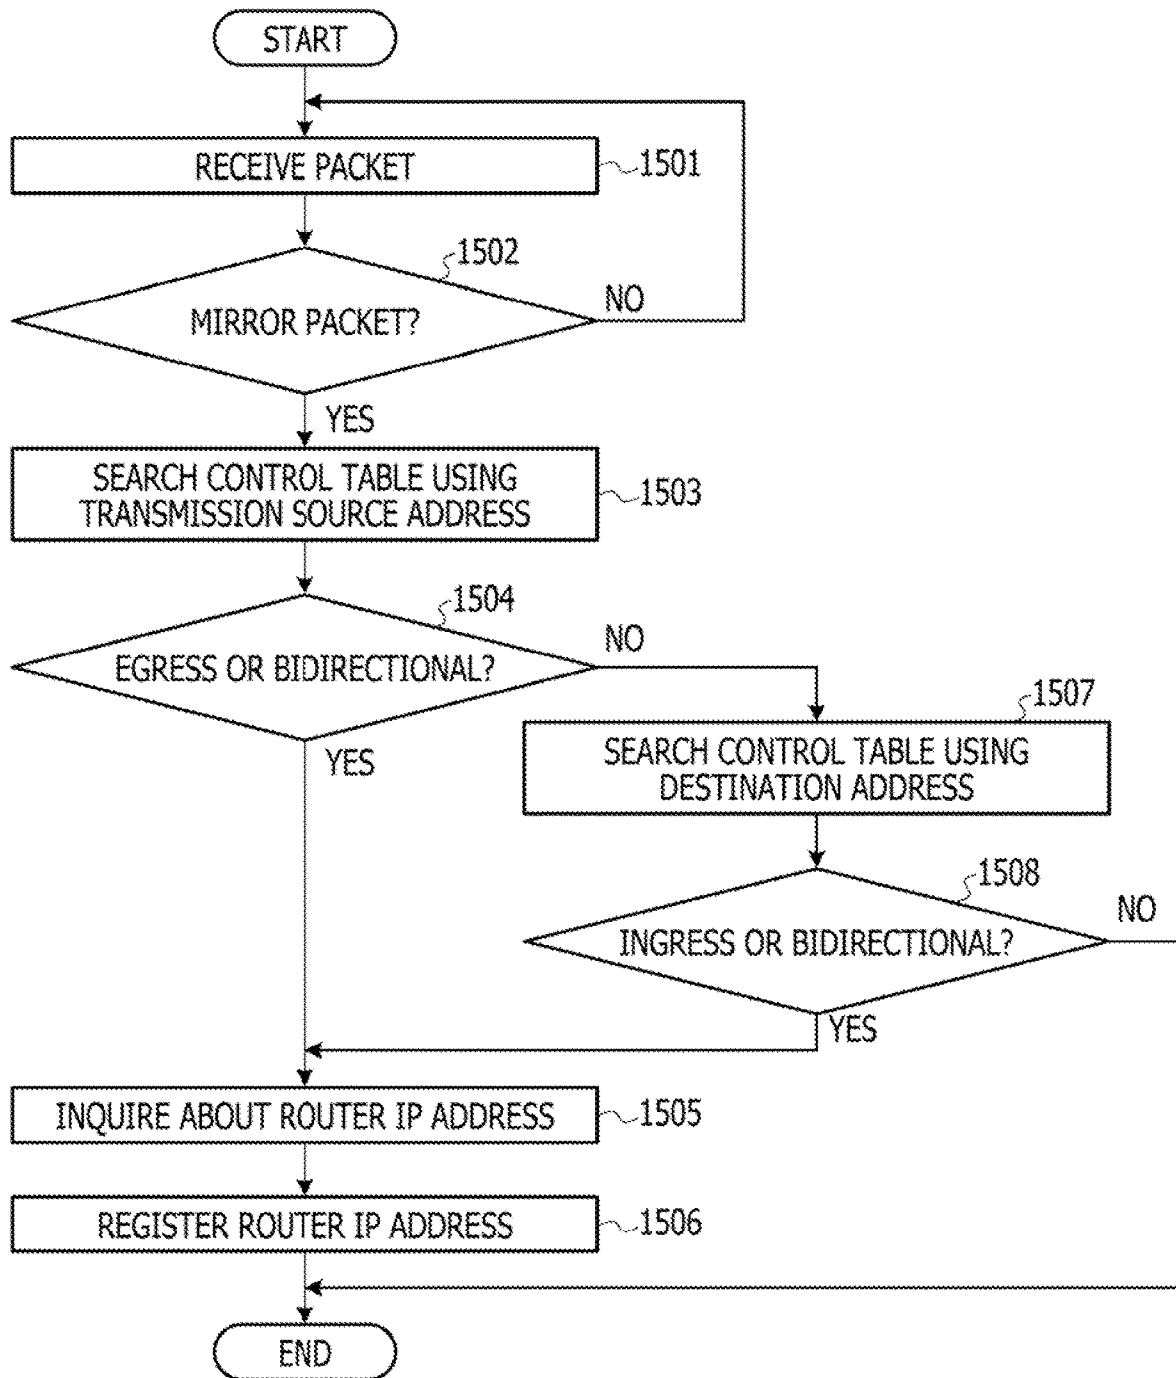 START
RECEIVE PACKET
1501
1502
MIRROR PACKET?
NO
YES
SEARCH CONTROL TABLE USING
TRANSMISSION SOURCE ADDRESS
1503
1504
EGRESS OR BIDIRECTIONAL?
NO
YES
1507
SEARCH CONTROL TABLE USING
DESTINATION ADDRESS
1508
INGRESS OR BIDIRECTIONAL?
NO
YES
INQUIRE ABOUT ROUTER IP ADDRESS
1505
REGISTER ROUTER IP ADDRESS
1506
END